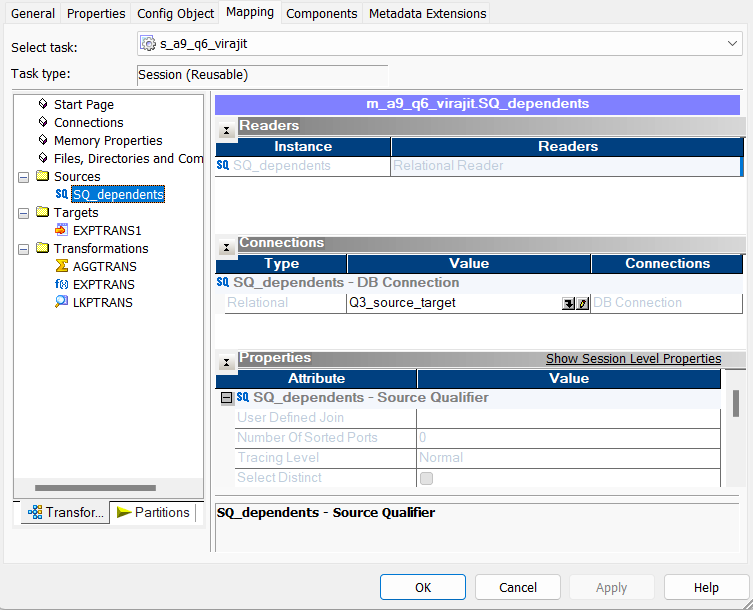 General Properties Config Object Mapping Components Metadata Extensions
Select task: s_a9_q6_virajit
Task type: Session (Reusable)
Start Page
Connections
Memory Properties
Files, Directories and Com
Sources
SQ SQ_dependents
Targets
EXPTRANS1
Transformations
AGGTRANS
f(x) EXPTRANS
LKPTRANS
Transfor... Partitions
m_a9_q6_virajit.SQ_dependents
Readers
Instance Readers
SQ SQ_dependents Relational Reader
Connections
Type Value Connections
SQ SQ_dependents - DB Connection
Relational Q3_source_target DB Connection
Properties Show Session Level Properties
Attribute Value
SQ SQ_dependents - Source Qualifier
User Defined Join
Number Of Sorted Ports 0
Tracing Level Normal
Select Distinct
SQ_dependents - Source Qualifier
OK Cancel Apply Help